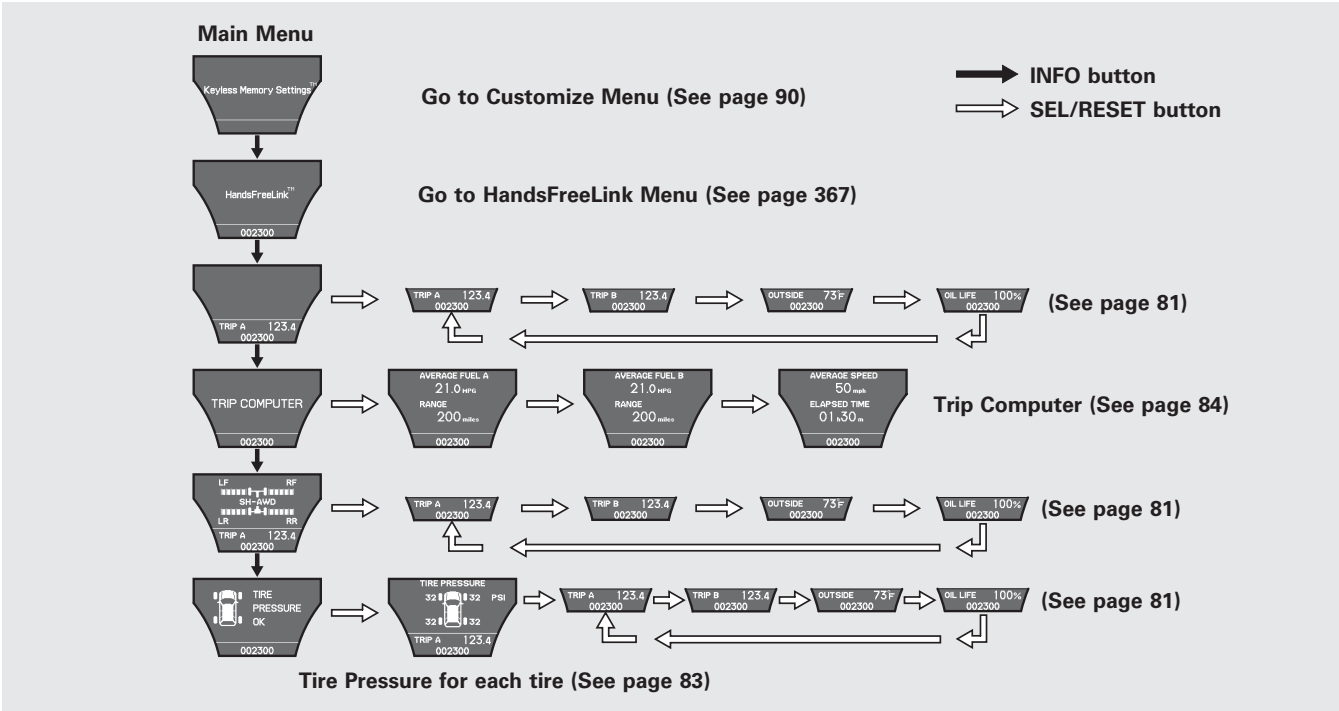 Main Menu
Keyless Memory Settings™
Go to Customize Menu (See page 90)
INFO button
SEL/RESET button
HandsFreeLink™
002300
Go to HandsFreeLink Menu (See page 367)
TRIP A 123.4
002300
TRIP A 123.4
002300
TRIP B 123.4
002300
OUTSIDE 73°F
002300
OIL LIFE 100%
002300
(See page 81)
TRIP COMPUTER
002300
AVERAGE FUEL A
21.0 MPG
RANGE
200 miles
002300
AVERAGE FUEL B
21.0 MPG
RANGE
200 miles
002300
AVERAGE SPEED
50 mph
ELAPSED TIME
01 h 30 m
002300
Trip Computer (See page 84)
LF RF
SH-AWD
LR RR
TRIP A 123.4
002300
TRIP A 123.4
002300
TRIP B 123.4
002300
OUTSIDE 73°F
002300
OIL LIFE 100%
002300
(See page 81)
TIRE
PRESSURE
OK
002300
TIRE PRESSURE
32 32 PSI
32 32
TRIP A 123.4
002300
TRIP A 123.4
002300
TRIP B 123.4
002300
OUTSIDE 73°F
002300
OIL LIFE 100%
002300
(See page 81)
Tire Pressure for each tire (See page 83)